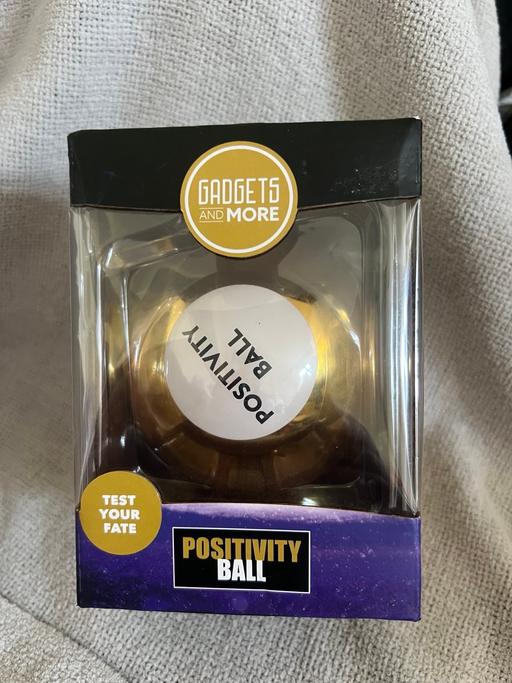 GADGETS
AND MORE
POSITIVITY
BALL
TEST
YOUR
FATE
POSITIVITY
BALL